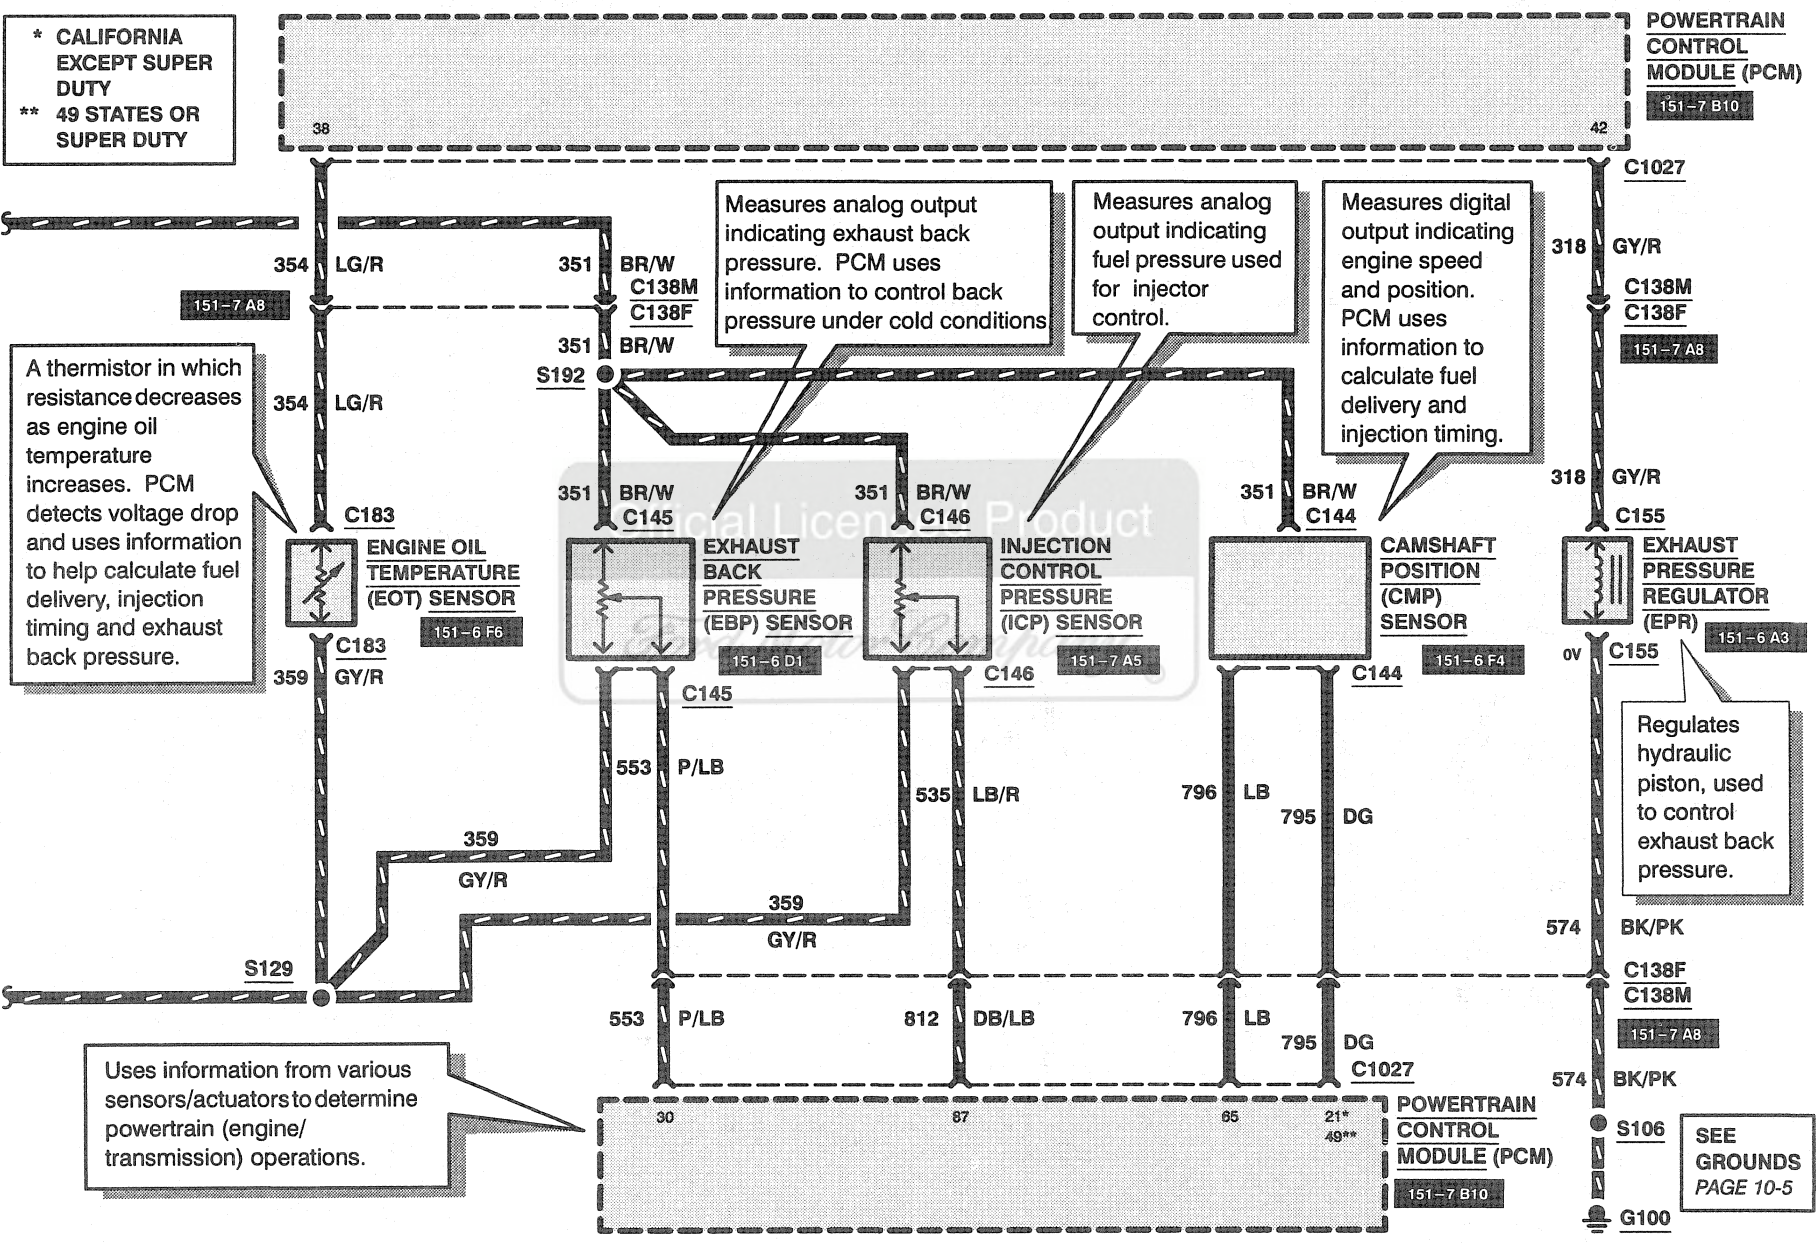 * CALIFORNIA
EXCEPT SUPER
DUTY
** 49 STATES OR
SUPER DUTY
38
42
POWERTRAIN
CONTROL
MODULE (PCM)
151-7 B10
C1027
354 LG/R
351 BR/W
C138M
C138F
351 BR/W
S192
151-7 A8
354 LG/R
318 GY/R
C138M
C138F
151-7 A8
318 GY/R
Measures analog output
indicating exhaust back
pressure. PCM uses
information to control back
pressure under cold conditions
Measures analog
output indicating
fuel pressure used
for injector
control.
Measures digital
output indicating
engine speed
and position.
PCM uses
information to
calculate fuel
delivery and
injection timing.
A thermistor in which
resistance decreases
as engine oil
temperature
increases. PCM
detects voltage drop
and uses information
to help calculate fuel
delivery, injection
timing and exhaust
back pressure.
Official Licensed Product
Ford Motor Company
C183
ENGINE OIL
TEMPERATURE
(EOT) SENSOR
151-6 F6
C183
359 GY/R
351 BR/W
C145
EXHAUST
BACK
PRESSURE
(EBP) SENSOR
151-6 D1
C145
351 BR/W
C146
INJECTION
CONTROL
PRESSURE
(ICP) SENSOR
151-7 A5
C146
351 BR/W
C144
CAMSHAFT
POSITION
(CMP)
SENSOR
151-6 F4
C144
C155
EXHAUST
PRESSURE
REGULATOR
(EPR)
151-6 A3
0V C155
Regulates
hydraulic
piston, used
to control
exhaust back
pressure.
553 P/LB
535 LB/R
796 LB
795 DG
359
GY/R
359
GY/R
574 BK/PK
S129
C138F
C138M
151-7 A8
553 P/LB
812 DB/LB
796 LB
795 DG
C1027
574 BK/PK
Uses information from various
sensors/actuators to determine
powertrain (engine/
transmission) operations.
30
87
65
21*
49**
POWERTRAIN
CONTROL
MODULE (PCM)
151-7 B10
S106
SEE
GROUNDS
PAGE 10-5
G100